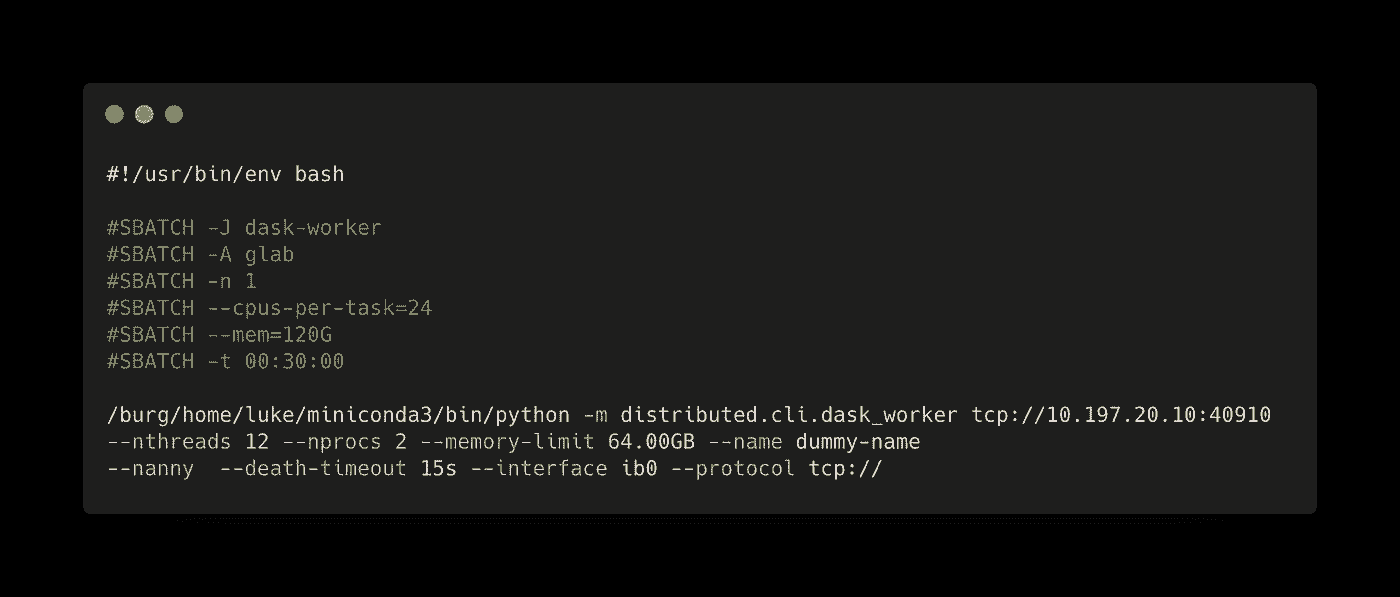 #!/usr/bin/env bash
#SBATCH -J dask-worker
#SBATCH -A glab
#SBATCH -n 1
#SBATCH --cpus-per-task=24
#SBATCH --mem=120G
#SBATCH -t 00:30:00
/burg/home/luke/miniconda3/bin/python -m distributed.cli.dask_worker tcp://10.197.20.10:40910
--nthreads 12 --nprocs 2 --memory-limit 64.00GB --name dummy-name
--nanny  --death-timeout 15s --interface ib0 --protocol tcp://